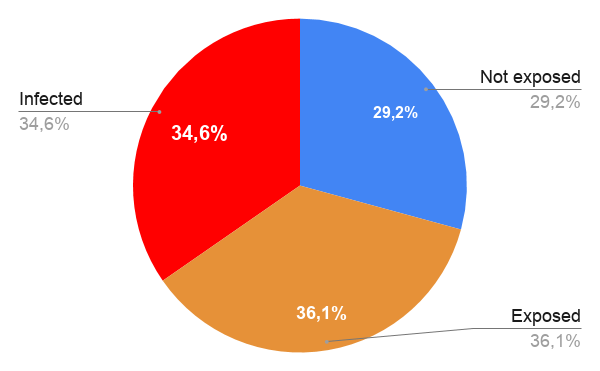 Infected
34,6%
34,6%
Not exposed
29,2%
29,2%
36,1%
Exposed
36,1%